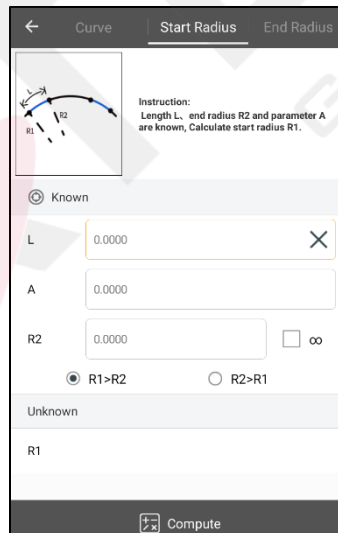 Curve Start Radius End Radius
L
R1 R2
Instruction:
Length L、end radius R2 and parameter A
are known, Calculate start radius R1.
Known
L 0.0000
A 0.0000
R2 0.0000 ∞
R1>R2 R2>R1
Unknown
R1
Compute